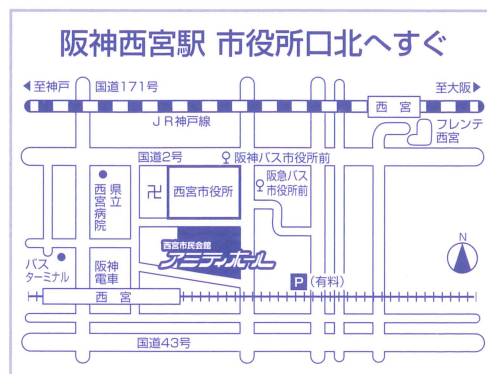 阪神西宮駅 市役所口北へすぐ
◀至神戸
国道171号
至大阪▶
西宮
JR神戸線
フレンテ
西宮
国道2号
阪神バス市役所前
県立
西宮病院
卍
西宮市役所
阪急バス
市役所前
西宮市民会館
アミティホール
バス
ターミナル
阪神
電車
N
P(有料)
西宮
国道43号